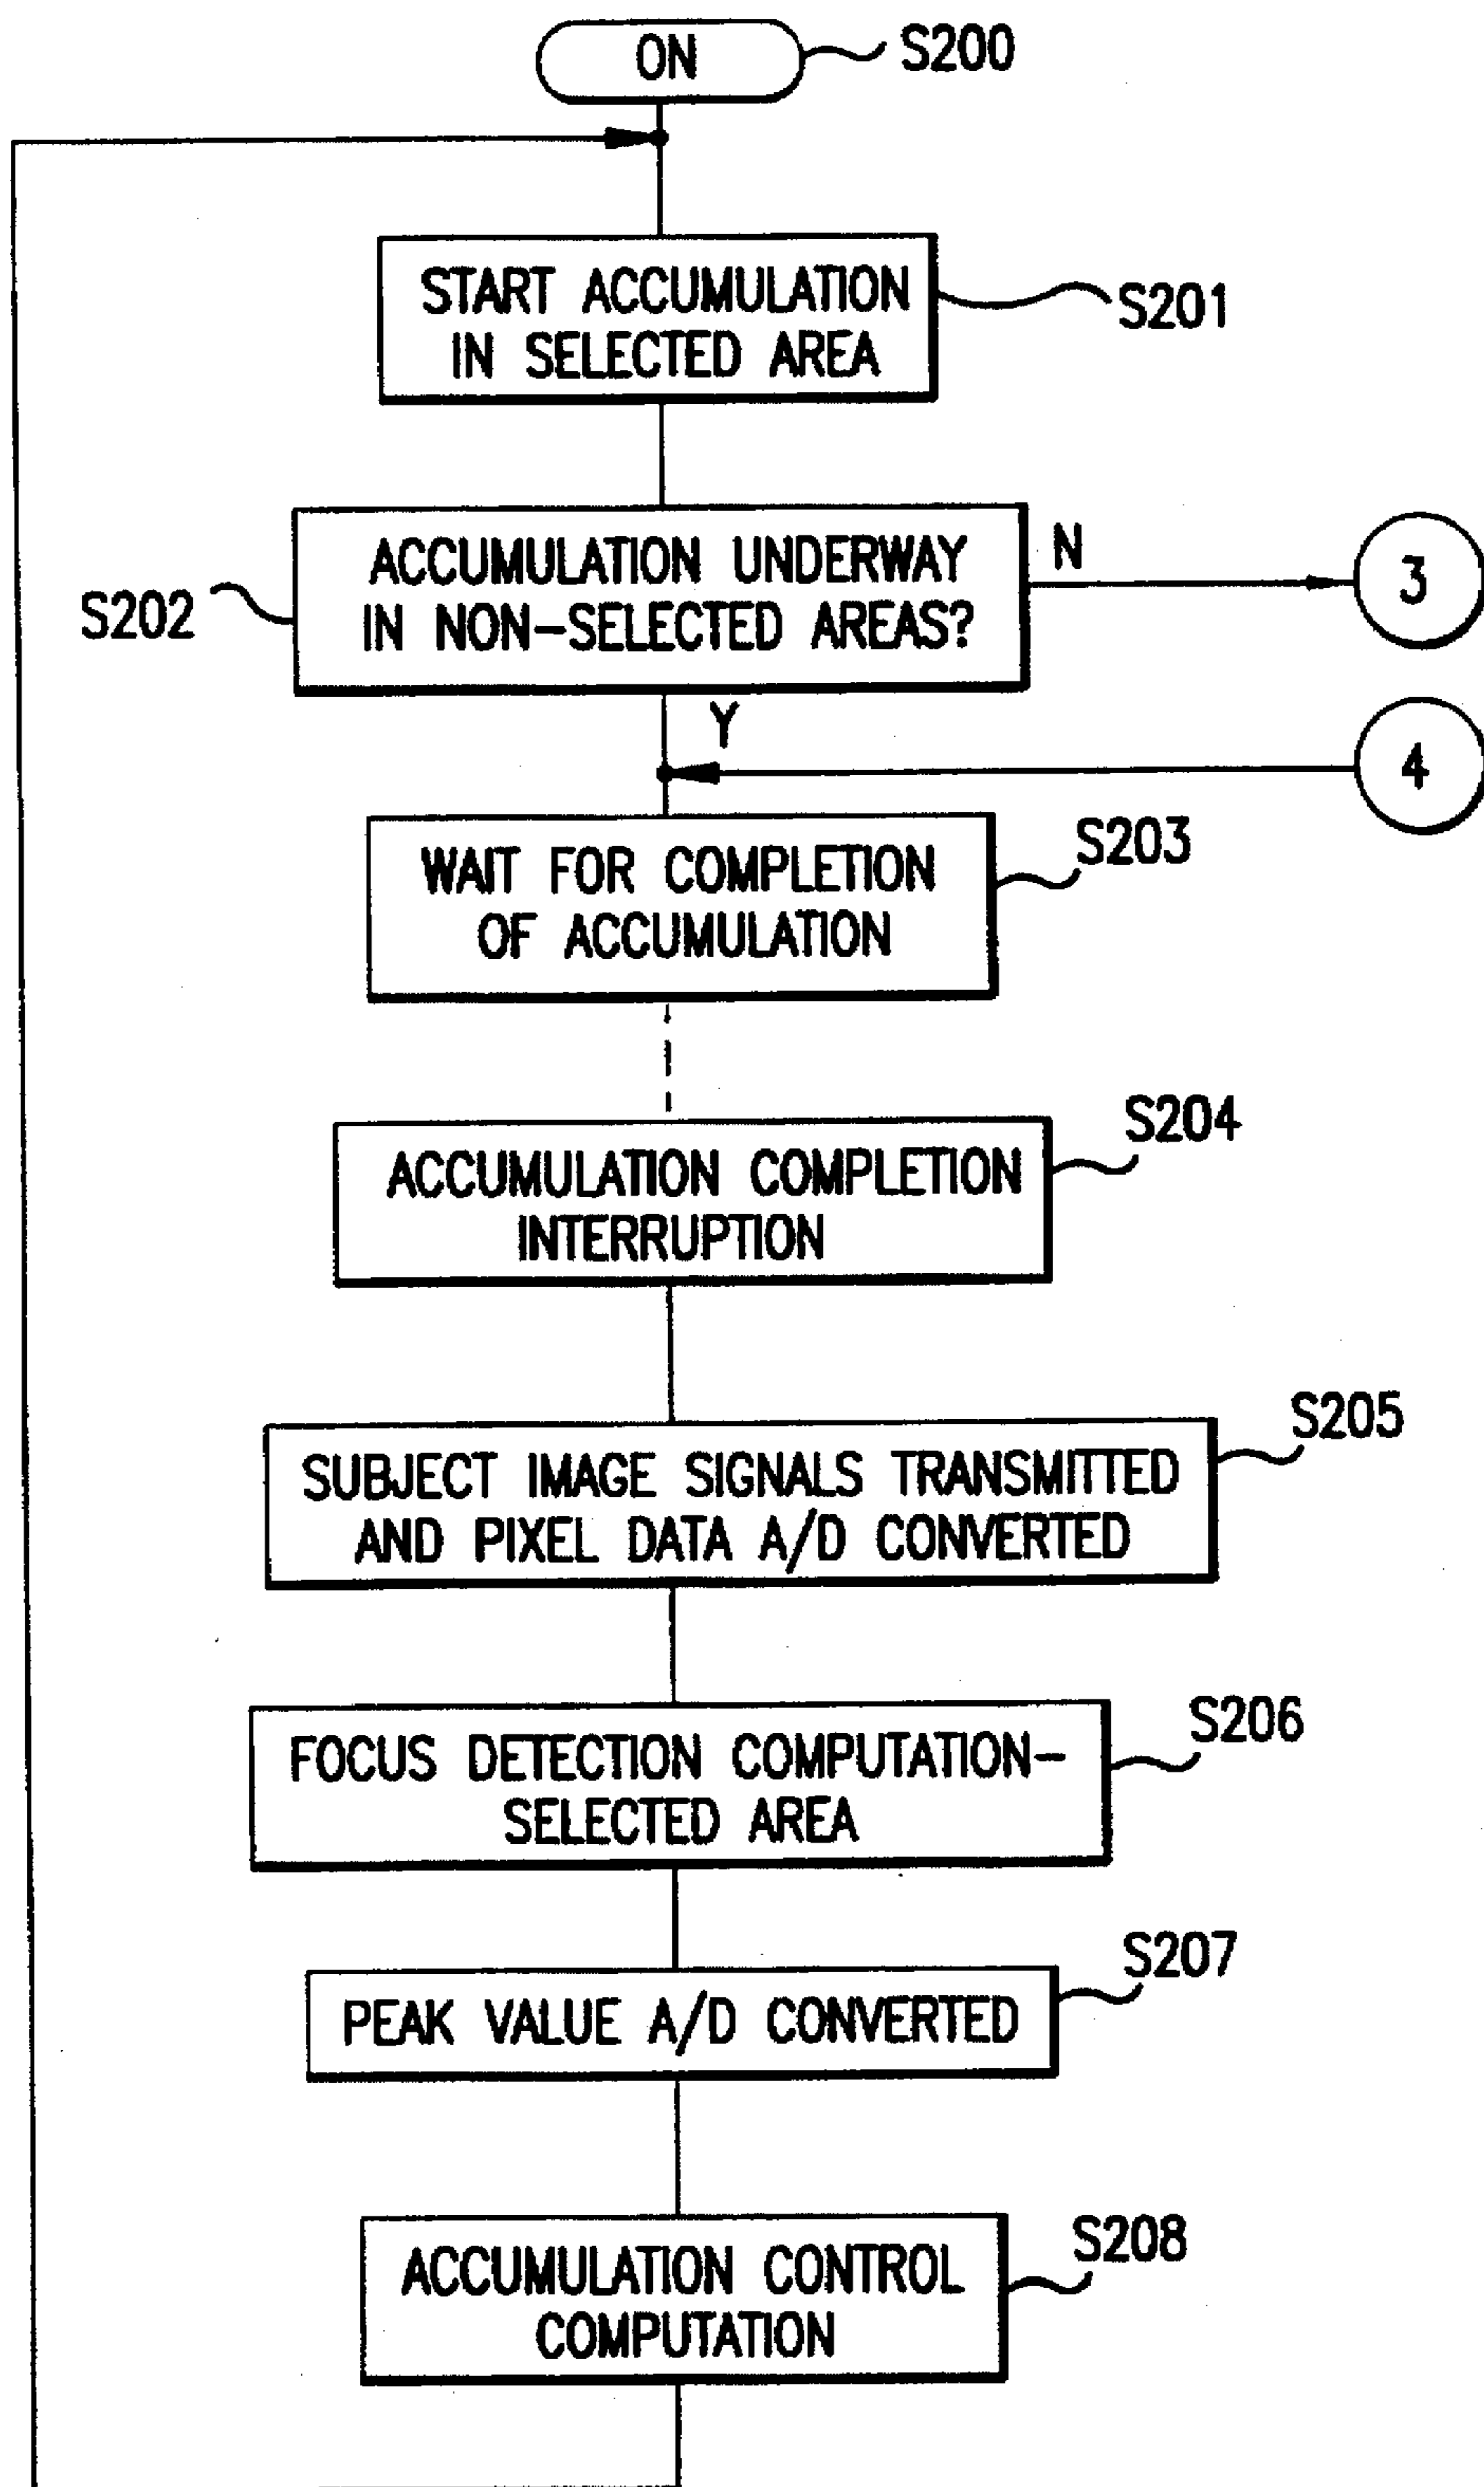 ON
S200
START ACCUMULATION
IN SELECTED AREA
S201
ACCUMULATION UNDERWAY
IN NON-SELECTED AREAS?
S202
N
3
Y
4
WAIT FOR COMPLETION
OF ACCUMULATION
S203
ACCUMULATION COMPLETION
INTERRUPTION
S204
SUBJECT IMAGE SIGNALS TRANSMITTED
AND PIXEL DATA A/D CONVERTED
S205
FOCUS DETECTION COMPUTATION-
SELECTED AREA
S206
PEAK VALUE A/D CONVERTED
S207
ACCUMULATION CONTROL
COMPUTATION
S208